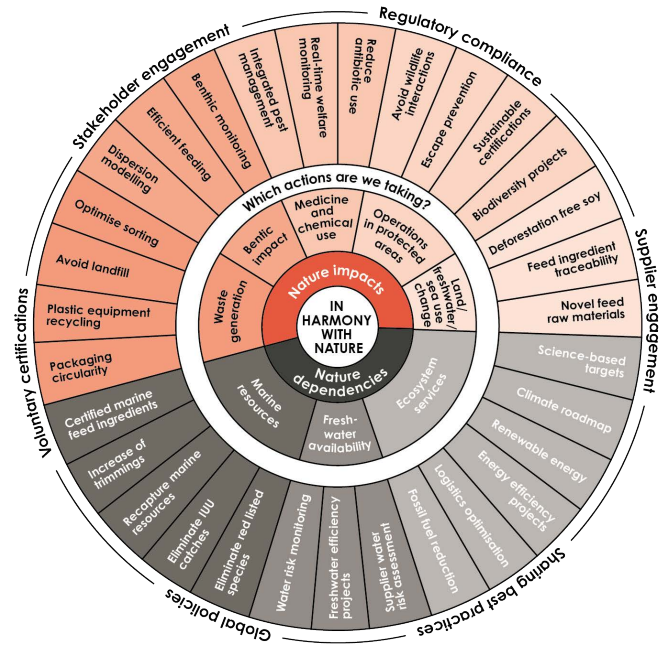 Stakeholder engagement
Regulatory compliance
Supplier engagement
Sharing best practices
Global policies
Voluntary certifications
Packaging
circularity
Plastic equipment
recycling
Avoid landfill
Optimise sorting
Dispersion
modelling
Efficient feeding
Benthic monitoring
Integrated pest
management
Real-time welfare
monitoring
Reduce
antibiotic use
Avoid wildlife
interactions
Escape prevention
Sustainable
certifications
Biodiversity projects
Deforestation free soy
Feed ingredient
traceability
Novel feed
raw materials
Science-based
targets
Climate roadmap
Renewable energy
Energy efficiency
projects
Logistics optimisation
Fossil fuel reduction
Supplier water
risk assessment
Freshwater efficiency
projects
Water risk monitoring
Eliminate red listed
species
Eliminate IUU
catches
Recapture marine
resources
Increase of
trimmings
Certified marine
feed ingredients
Which actions are we taking?
Waste
generation
Bentic
impact
Medicine
and
chemical
use
Operations
in protected
areas
Land/
freshwater/
sea use
change
Ecosystem
services
Fresh-
water
availability
Marine
resources
Nature impacts
Nature
dependencies
IN
HARMONY
WITH
NATURE